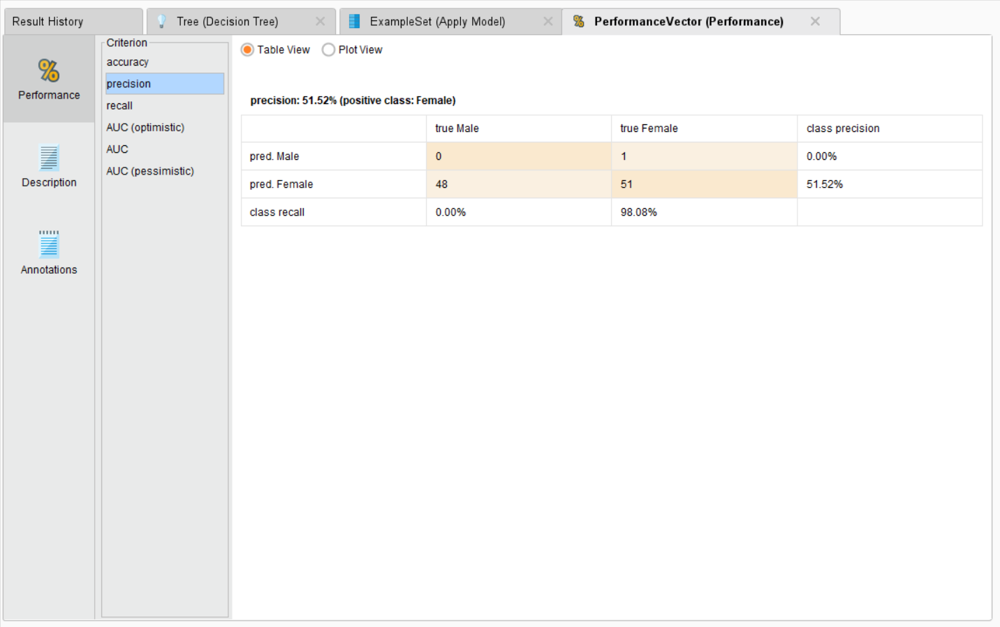 Result History
Tree (Decision Tree)
ExampleSet (Apply Model)
% PerformanceVector (Performance)
%
Performance
Description
Annotations
Criterion
accuracy
precision
recall
AUC (optimistic)
AUC
AUC (pessimistic)
Table View Plot View
precision: 51.52% (positive class: Female)
true Male true Female class precision
pred. Male 0 1 0.00%
pred. Female 48 51 51.52%
class recall 0.00% 98.08%